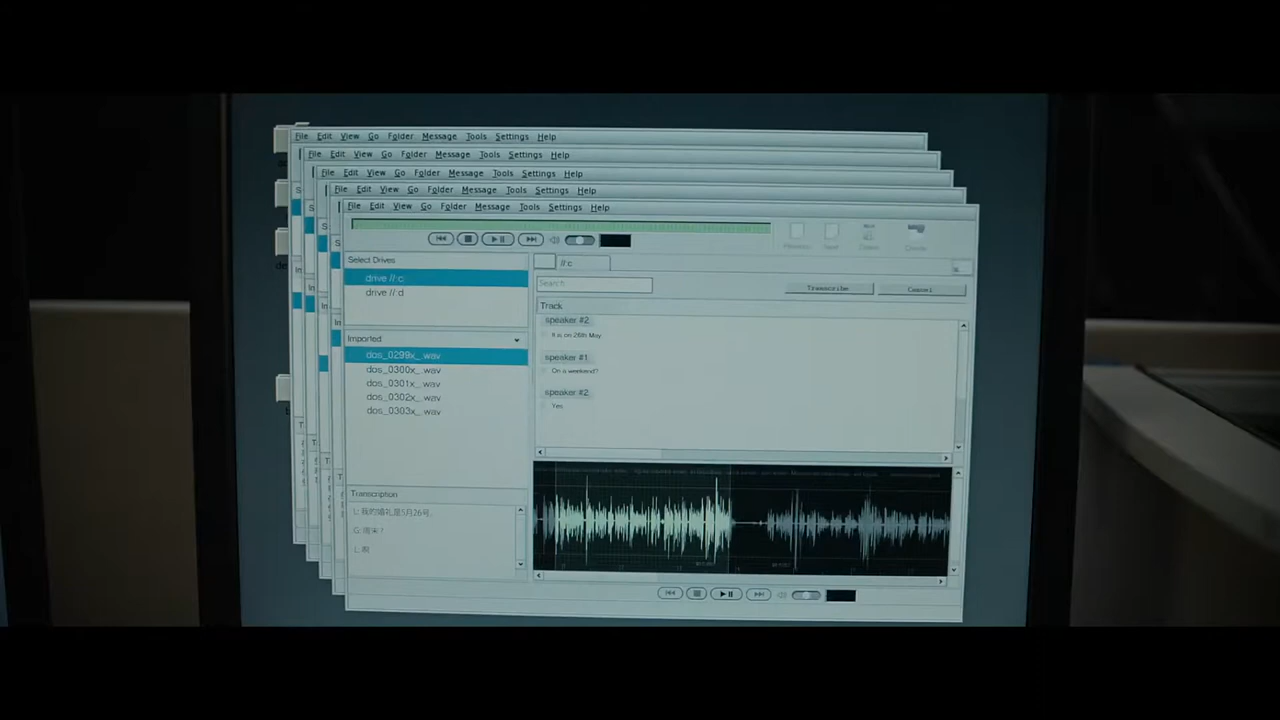 File Edit View Go Folder Message Tools Settings Help
File Edit View Go Folder Message Tools Settings Help
File Edit View Go Folder Message Tools Settings Help
File Edit View Go Folder Message Tools Settings Help
File Edit View Go Folder Message Tools Settings Help
Select Drives
drive // c
drive // d
Imported
dos_0299x_.wav
dos_0300x_.wav
dos_0301x_.wav
dos_0302x_.wav
dos_0303x_.wav
Transcription
L: 我的婚礼是5月26号.
G: 周末?
L: 啊
// c
Search
Transcribe Cancel
Track
speaker #2
It is on 26th May
speaker #1
On a weekend?
speaker #2
Yes